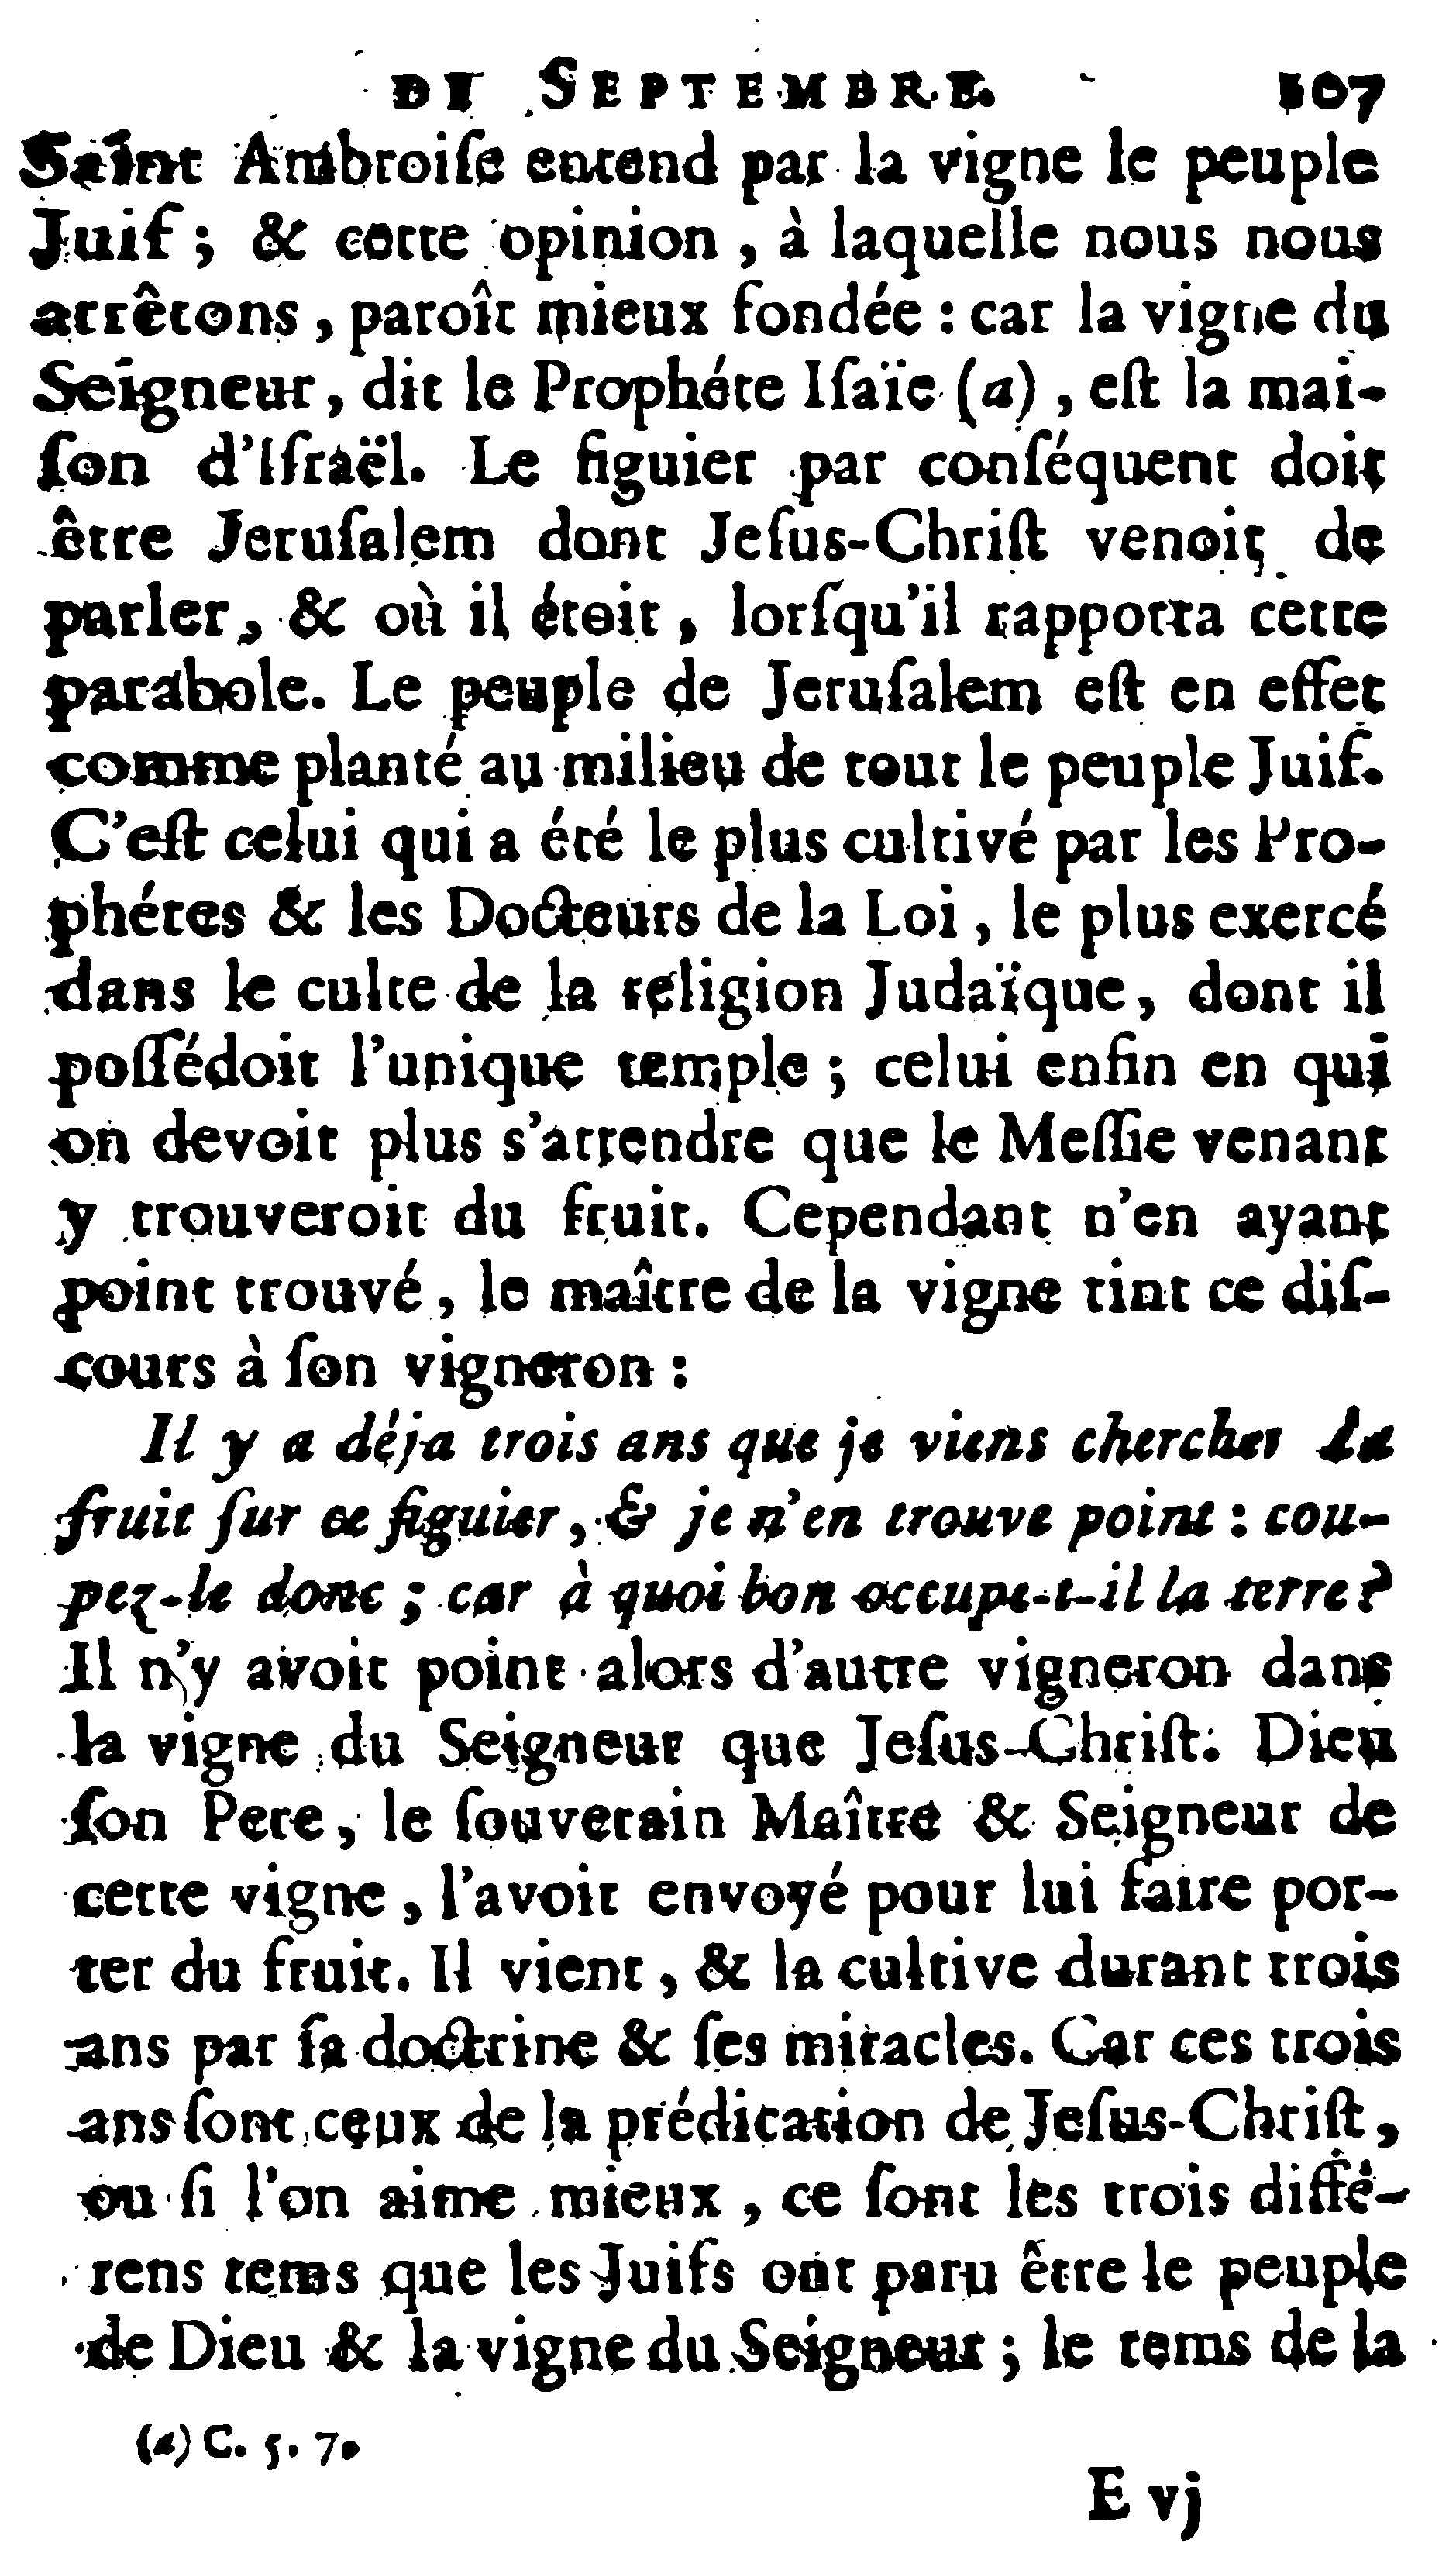 DE SEPTEMBRE. 107
Saint Ambroiſe entend par la vigne le peuple
Juif ; & cette opinion , à laquelle nous nous
arrêtons , paroît mieux fondée : car la vigne du
Seigneur , dit le Prophéte Iſaïe (a) , eſt la mai-
ſon d'Iſraël. Le figuier par conſéquent doit
être Jeruſalem dont Jeſus-Chriſt venoit de
parler , & où il étoit , lorſqu'il rapporta cette
parabole. Le peuple de Jeruſalem eſt en effet
comme planté au milieu de tout le peuple Juif.
C'eſt celui qui a été le plus cultivé par les Pro-
phétes & les Docteurs de la Loi , le plus exercé
dans le culte de la religion Judaïque , dont il
poſſédoit l'unique temple ; celui enfin en qui
on devoit plus s'attendre que le Meſſie venant
y trouveroit du fruit. Cependant n'en ayant
point trouvé , le maître de la vigne tint ce diſ-
cours à ſon vigneron :
Il y a déja trois ans que je viens chercher du
fruit ſur ce figuier , & je n'en trouve point : cou-
pez-le donc ; car à quoi bon occupe-t-il la terre ?
Il n'y avoit point alors d'autre vigneron dans
la vigne du Seigneur que Jeſus-Chriſt. Dieu
ſon Pere , le ſouverain Maître & Seigneur de
cette vigne , l'avoit envoyé pour lui faire por-
ter du fruit. Il vient , & la cultive durant trois
ans par ſa doctrine & ſes miracles. Car ces trois
ans ſont ceux de la prédication de Jeſus-Chriſt ,
ou ſi l'on aime mieux , ce ſont les trois diffé-
rens tems que les Juifs ont paru être le peuple
de Dieu & la vigne du Seigneur ; le tems de la
(a) C. 5. 7.
E vj